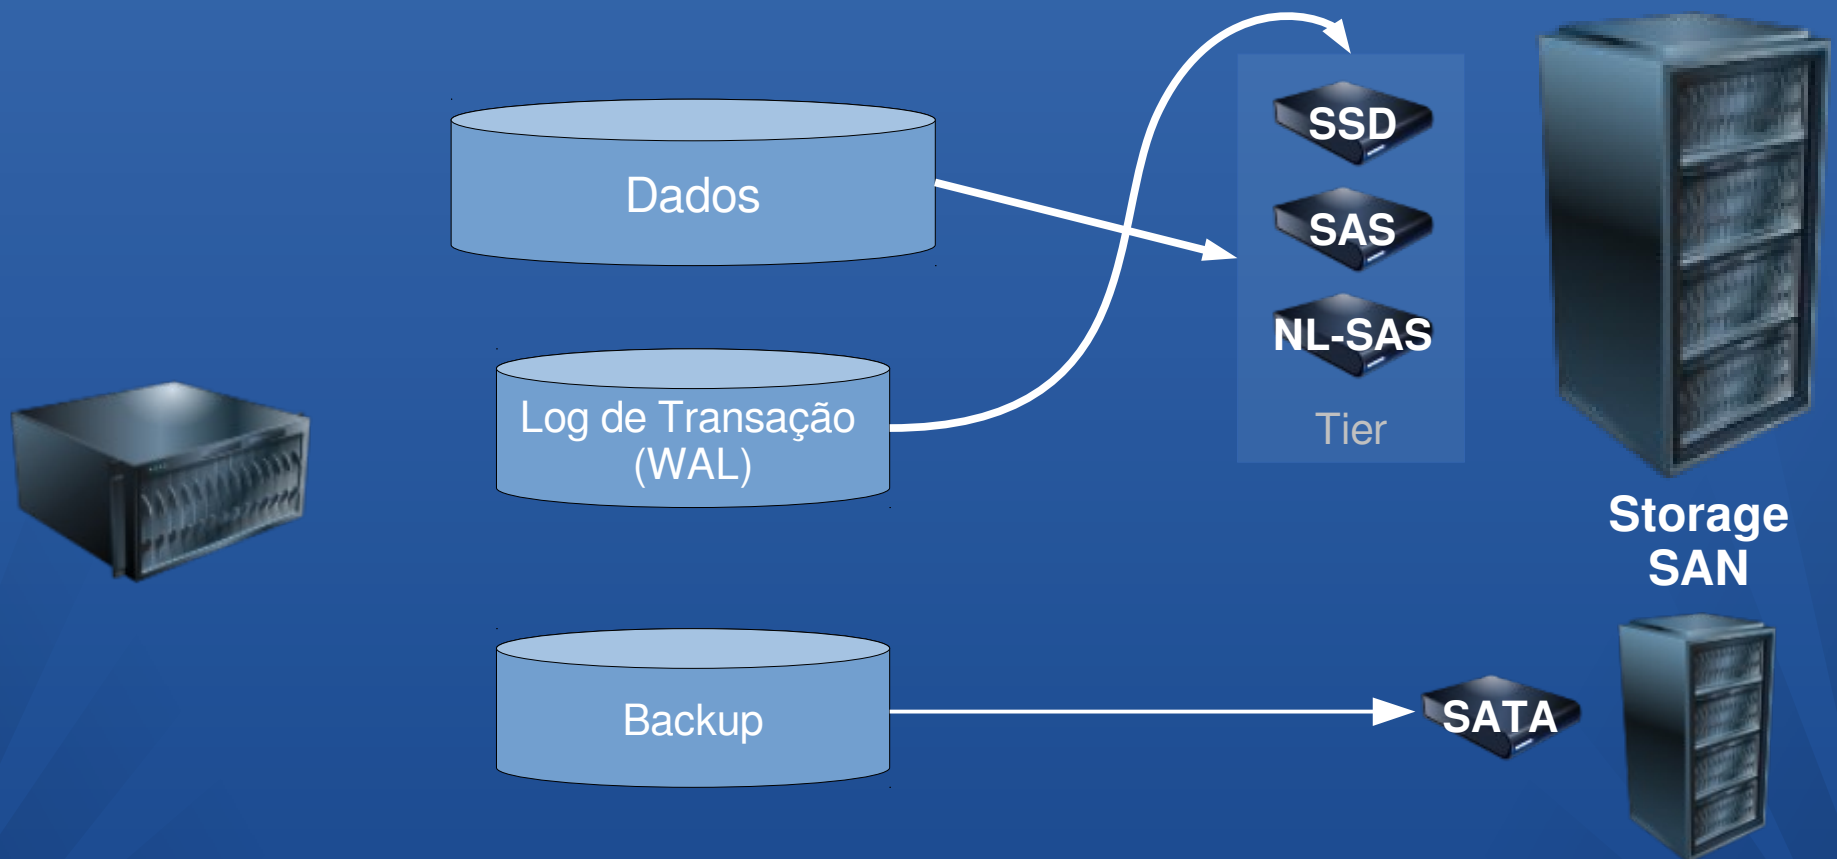 SSD
Dados
SAS
NL-SAS
Log de Transação
(WAL)
Tier
Storage
SAN
Backup
SATA